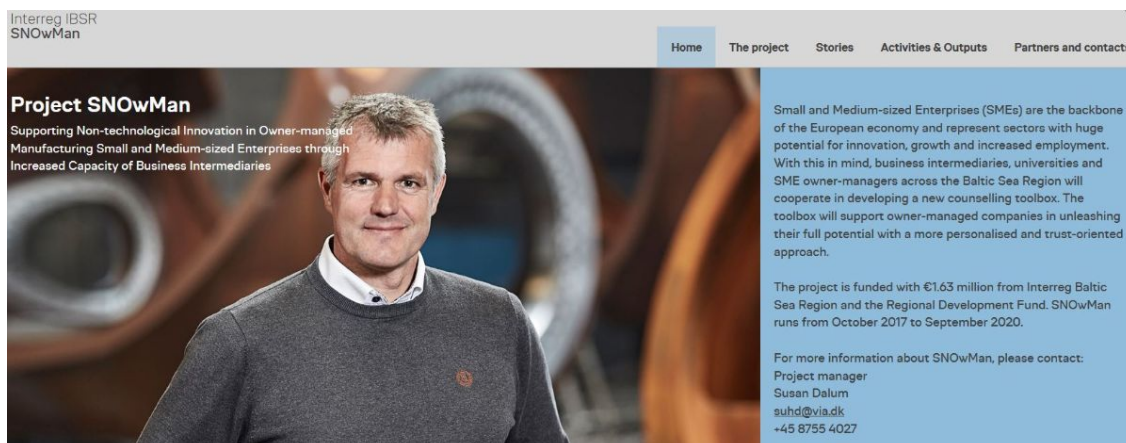 Interreg IBSR
SNOwMan
Home
The project
Stories
Activities & Outputs
Partners and contacts
Project SNOwMan
Supporting Non-technological Innovation in Owner-managed
Manufacturing Small and Medium-sized Enterprises through
Increased Capacity of Business Intermediaries
Small and Medium-sized Enterprises (SMEs) are the backbone
of the European economy and represent sectors with huge
potential for innovation, growth and increased employment.
With this in mind, business intermediaries, universities and
SME owner-managers across the Baltic Sea Region will
cooperate in developing a new counselling toolbox. The
toolbox will support owner-managed companies in unleashing
their full potential with a more personalised and trust-oriented
approach.
The project is funded with €1.63 million from Interreg Baltic
Sea Region and the Regional Development Fund. SNOwMan
runs from October 2017 to September 2020.
For more information about SNOwMan, please contact:
Project manager
Susan Dalum
suhd@via.dk
+45 8755 4027